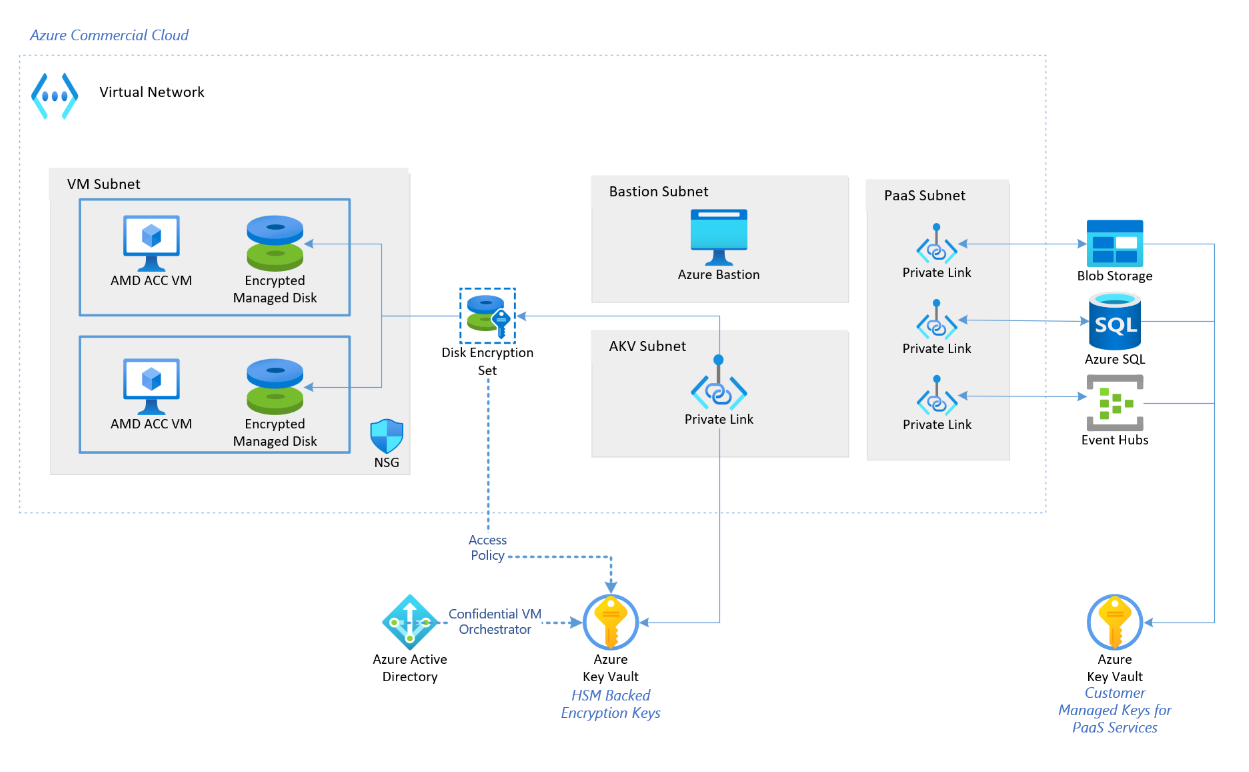 Azure Commercial Cloud
Virtual Network
VM Subnet
AMD ACC VM
Encrypted
Managed Disk
AMD ACC VM
Encrypted
Managed Disk
NSG
Disk Encryption
Set
Bastion Subnet
Azure Bastion
AKV Subnet
Private Link
PaaS Subnet
Private Link
Private Link
Private Link
Blob Storage
SQL
Azure SQL
Event Hubs
Access
Policy
Confidential VM
Orchestrator
Azure Active
Directory
Azure
Key Vault
HSM Backed
Encryption Keys
Azure
Key Vault
Customer
Managed Keys for
PaaS Services